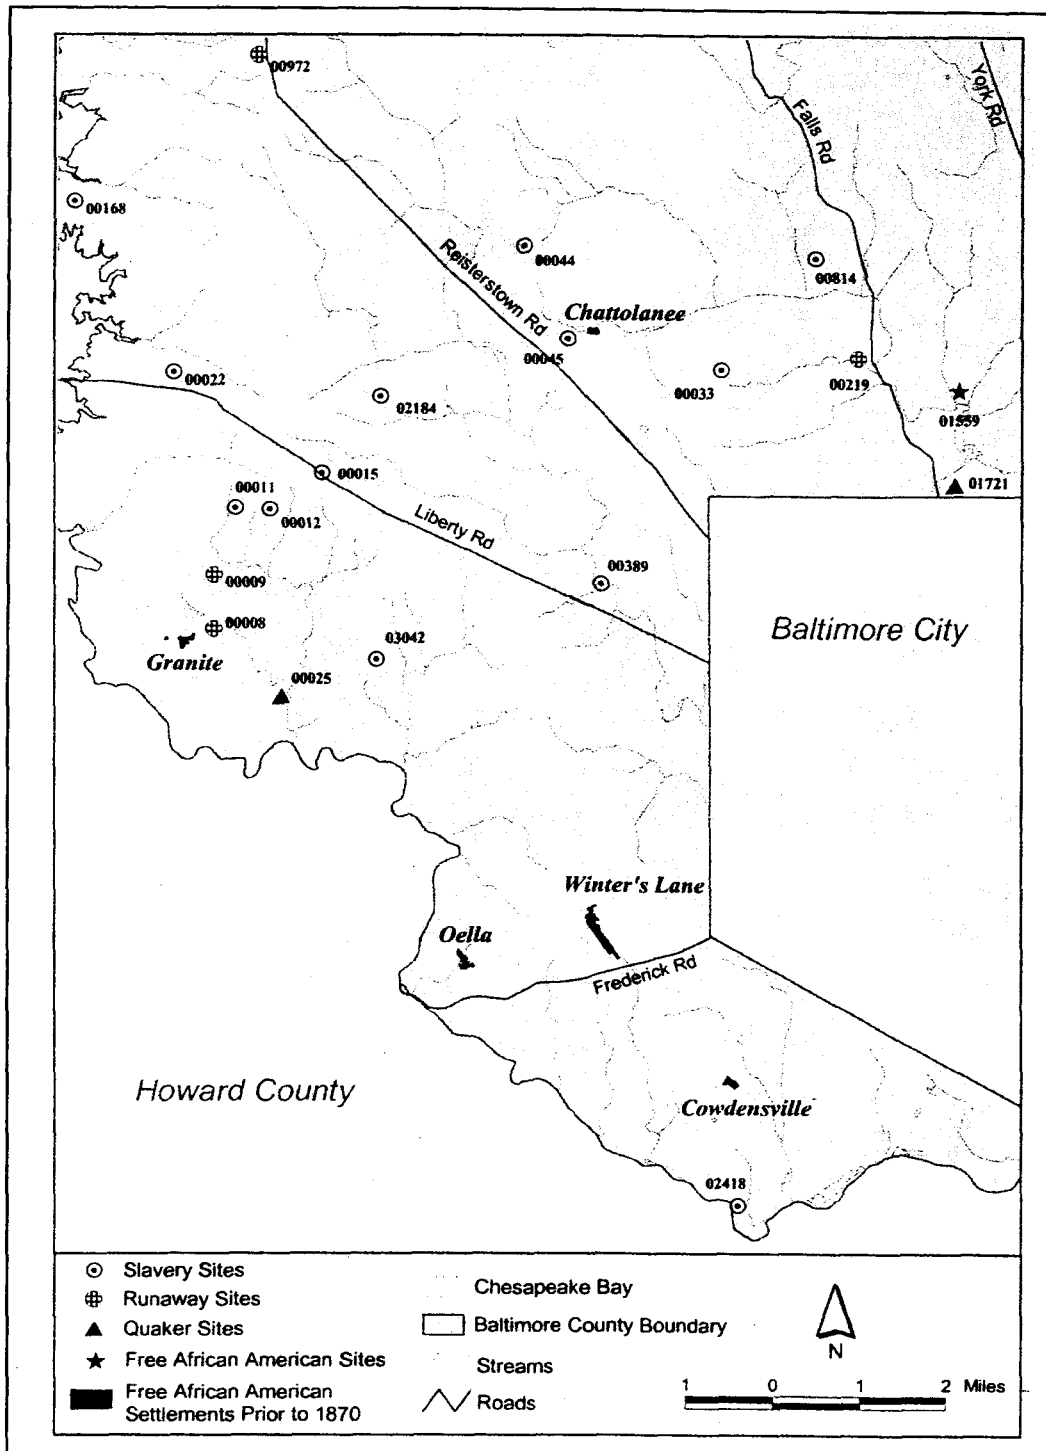 00972
York Rd
Falls Rd
00168
Reisterstown Rd
00044
00814
Chattolanee
00045
00022
02184
00033
00219
01559
00015
01721
00011
00012
Liberty Rd
00009
00389
00008
Baltimore City
03042
Granite
00025
Winter's Lane
Oella
Frederick Rd
Howard County
Cowdensville
02418
Slavery Sites
Runaway Sites
Quaker Sites
Free African American Sites
Free African American
Settlements Prior to 1870
Chesapeake Bay
Baltimore County Boundary
Streams
Roads
N
1 0 1 2 Miles